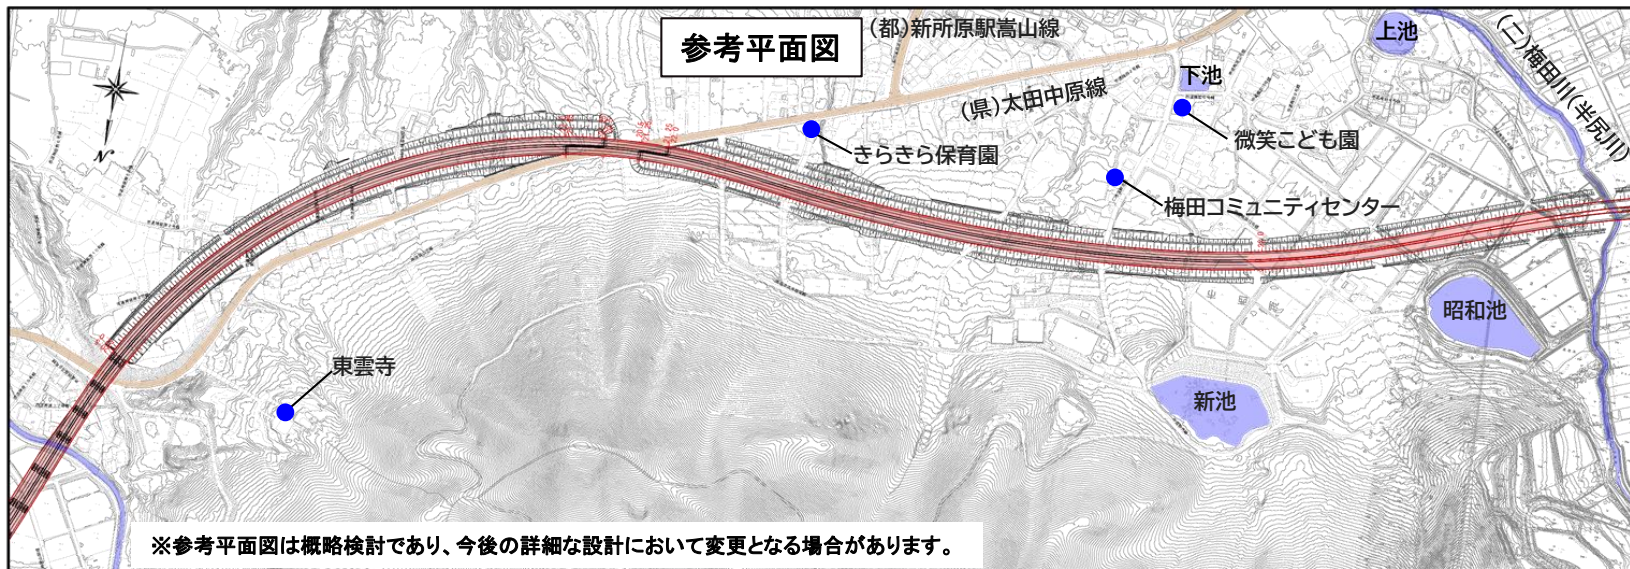 参考平面図
(都)新所原駅嵩山線
上池
(二)梅田川(半尻川)
下池
(県)太田中原線
微笑こども園
きらきら保育園
梅田コミュニティセンター
N
昭和池
東雲寺
新池
※参考平面図は概略検討であり、今後の詳細な設計において変更となる場合があります。